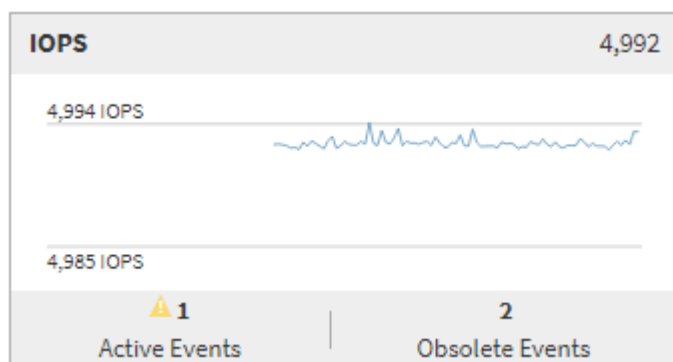 IOPS 4,992
4,994 IOPS
4,985 IOPS
1 2
Active Events Obsolete Events